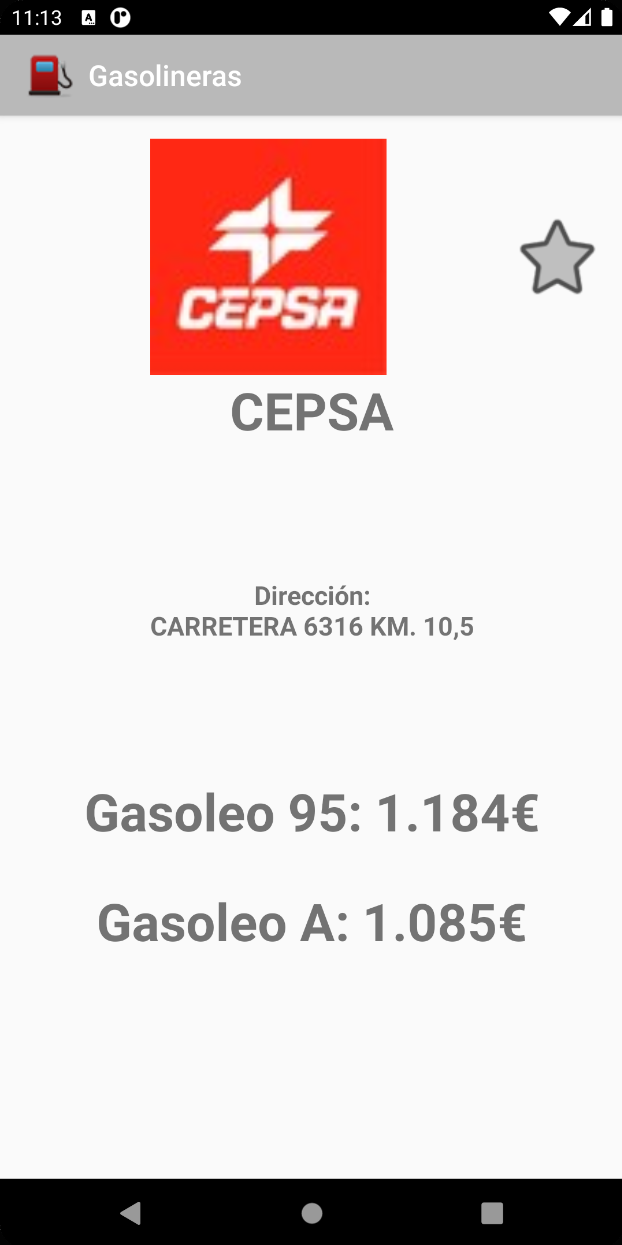 11:13
Gasolineras
CEPSA
CEPSA
Dirección:
CARRETERA 6316 KM. 10,5
Gasoleo 95: 1.184€
Gasoleo A: 1.085€